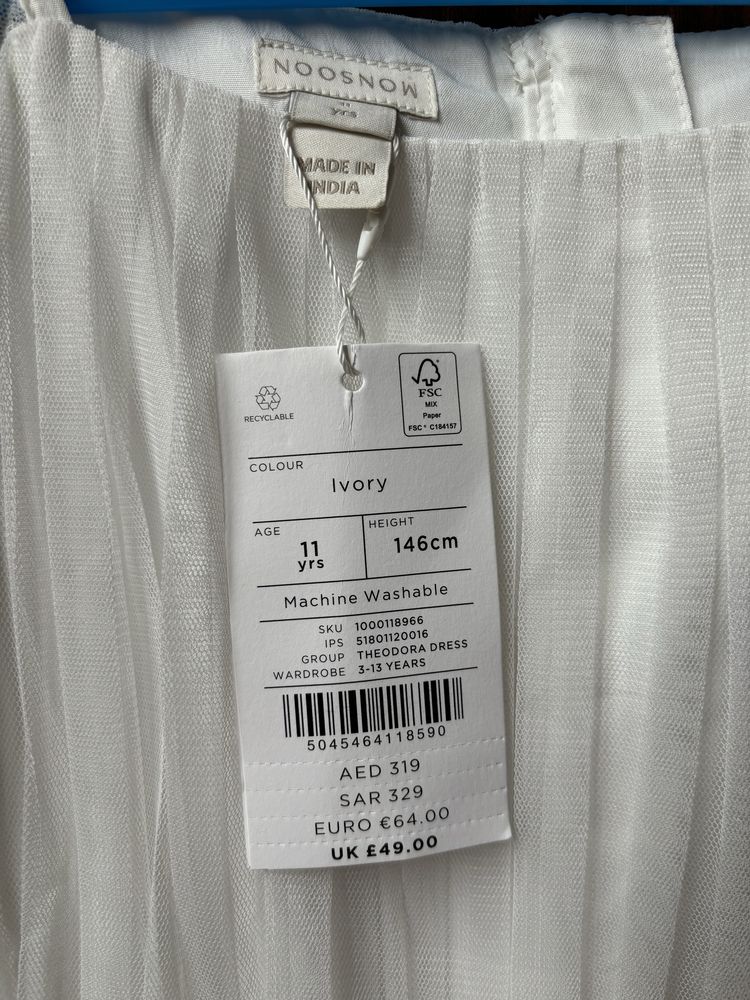 MONSOON
11
yrs
MADE IN
INDIA
RECYCLABLE
FSC
MIX
Paper
FSC® C184157
COLOUR
Ivory
AGE
11
yrs
HEIGHT
146cm
Machine Washable
SKU 1000118966
IPS 51801120016
GROUP THEODORA DRESS
WARDROBE 3-13 YEARS
5045464118590
AED 319
SAR 329
EURO €64.00
UK £49.00